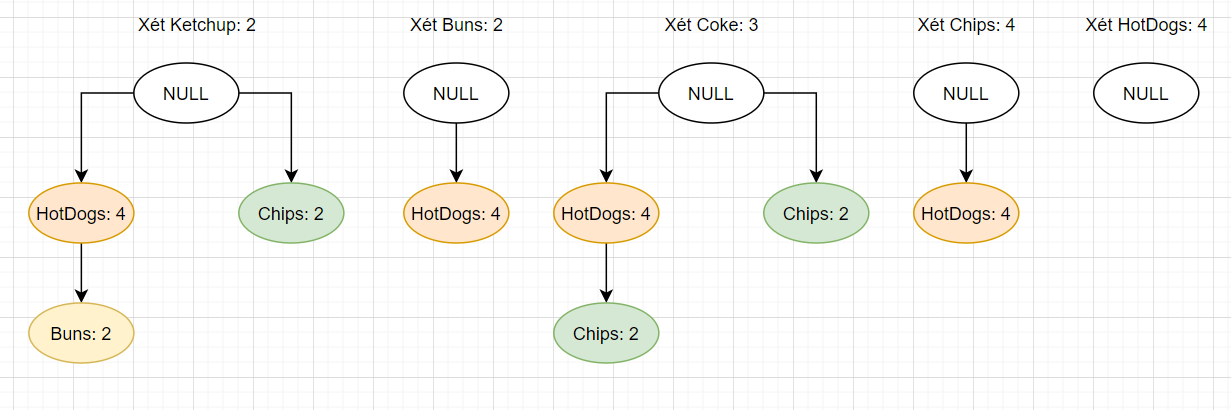 Xét Ketchup: 2
Xét Buns: 2
Xét Coke: 3
Xét Chips: 4
Xét HotDogs: 4
NULL
NULL
NULL
NULL
NULL
HotDogs: 4
Chips: 2
HotDogs: 4
HotDogs: 4
Chips: 2
HotDogs: 4
Buns: 2
Chips: 2